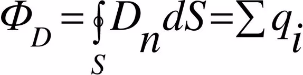 Φ_D = ∮_S D_n dS = ∑ q_i